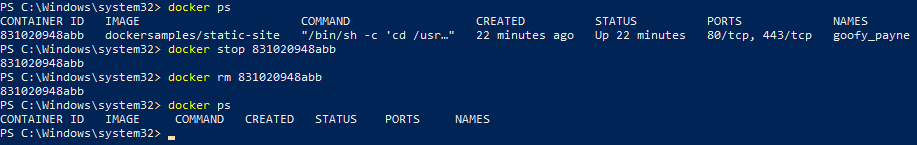 PS C:\Windows\system32> docker ps
CONTAINER ID   IMAGE                       COMMAND                  CREATED          STATUS          PORTS             NAMES
831020948abb   dockersamples/static-site   "/bin/sh -c 'cd /usr…"   22 minutes ago   Up 22 minutes   80/tcp, 443/tcp   goofy_payne
PS C:\Windows\system32> docker stop 831020948abb
831020948abb
PS C:\Windows\system32> docker rm 831020948abb
831020948abb
PS C:\Windows\system32> docker ps
CONTAINER ID   IMAGE     COMMAND   CREATED   STATUS    PORTS     NAMES
PS C:\Windows\system32>